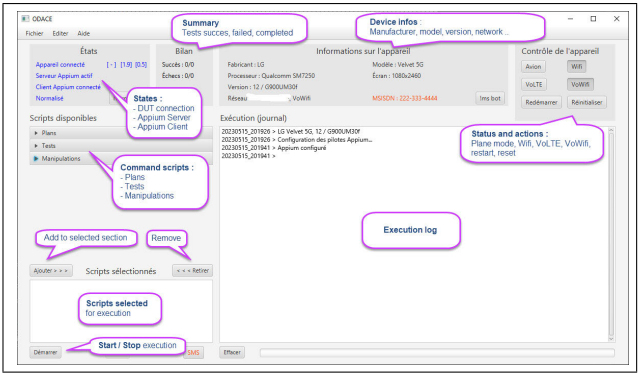 ODACE
Fichier Editer Aide
Summary
Tests succes, failed, completed
Device infos :
Manufacturer, model, version, network ..
États
Appareil connecté [ - ] [1.9] [0.5]
Serveur Appium actif
Client Appium connecté
Normalisé
Bilan
Succès : 0/0
Échecs : 0/0
Informations sur l'appareil
Fabricant : LG
Modèle : Velvet 5G
Processeur : Qualcomm SM7250
Écran : 1080x2460
Version : 12 / G900UM30f
Réseau , VoWifi
MSISDN : 222-333-4444
Ims bot
Contrôle de l'appareil
Avion Wifi
VoLTE VoWifi
Redémarrer Réinitialiser
States :
- DUT connection
- Appium Server
- Appium Client
Status and actions :
Plane mode, Wifi, VoLTE, VoWifi,
restart, reset
Scripts disponibles
Plans
Tests
Manipulations
Command scripts :
- Plans
- Tests
- Manipulations
Exécution (journal)
20230515_201926 > LG Velvet 5G, 12 / G900UM30f
20230515_201926 > Configuration des pilotes Appium...
20230515_201941 > Appium configuré
20230515_201941 >
Execution log
Add to selected section
Remove
Ajouter > > >
Scripts sélectionnés
< < < Retirer
Scripts selected
for execution
Start / Stop execution
Démarrer
SMS
Effacer